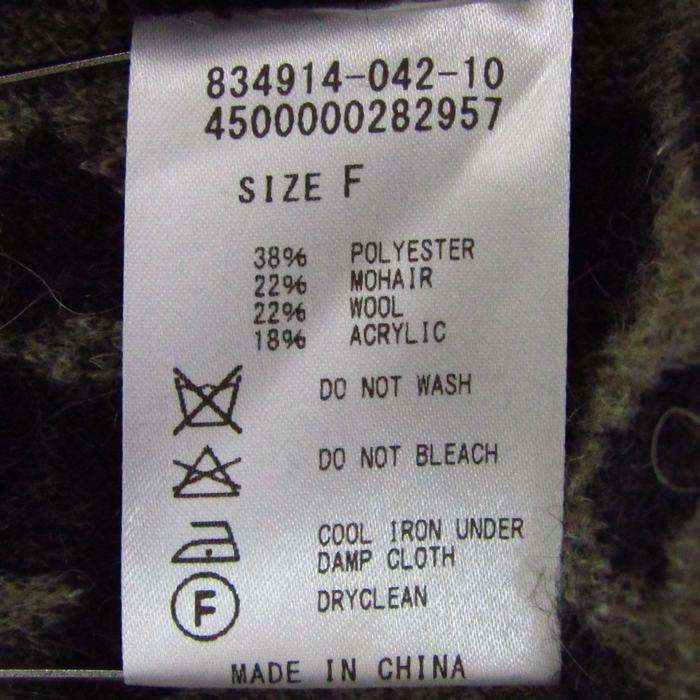 834914-042-10
4500000282957
SIZE F
38% POLYESTER
22% MOHAIR
22% WOOL
18% ACRYLIC
DO NOT WASH
DO NOT BLEACH
COOL IRON UNDER
DAMP CLOTH
F DRYCLEAN
MADE IN CHINA